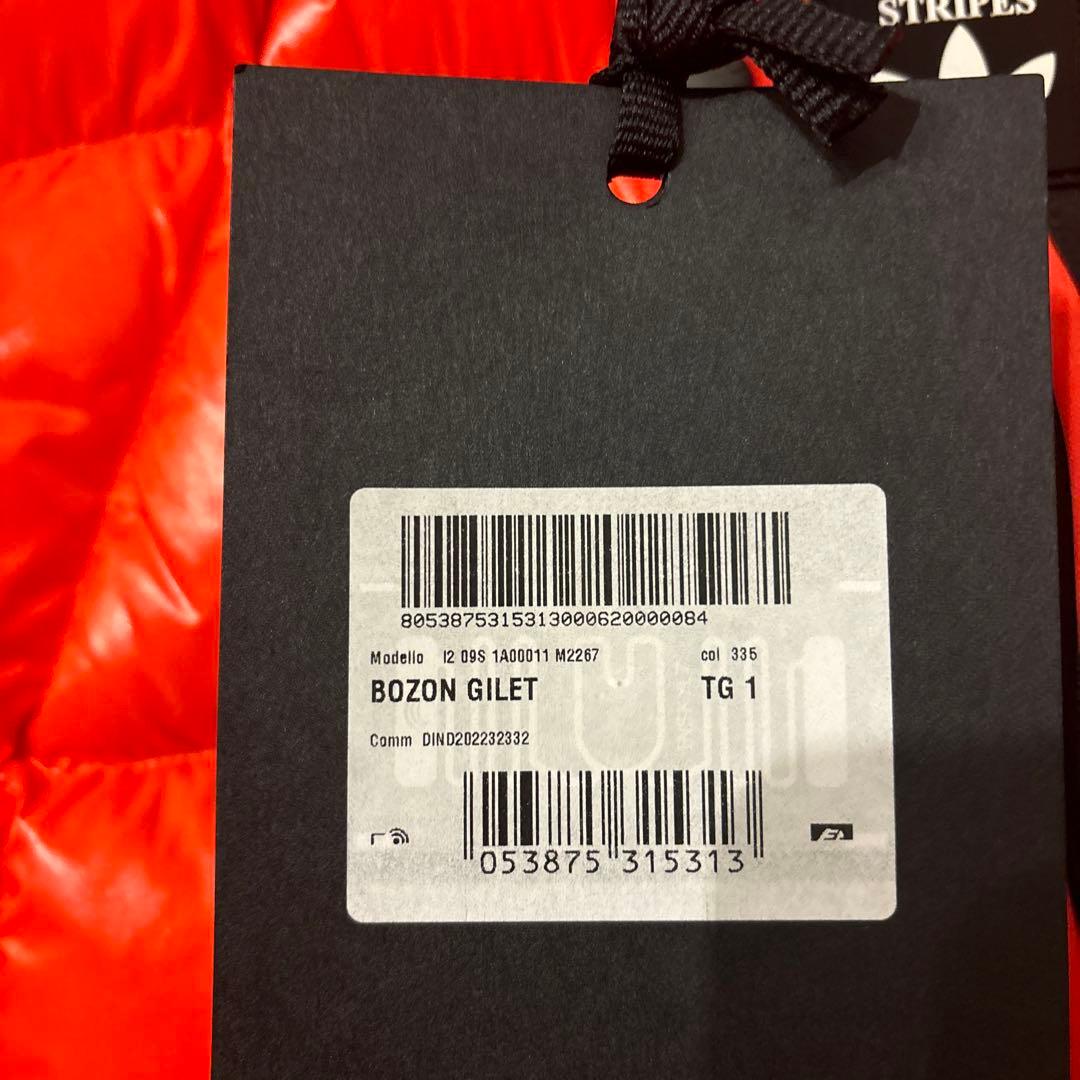 STRIPES
8053875315313000620000084
Modello I2 09S 1A00011 M2267 col 335
BOZON GILET TG 1
Comm DIND202232332
053875 315313